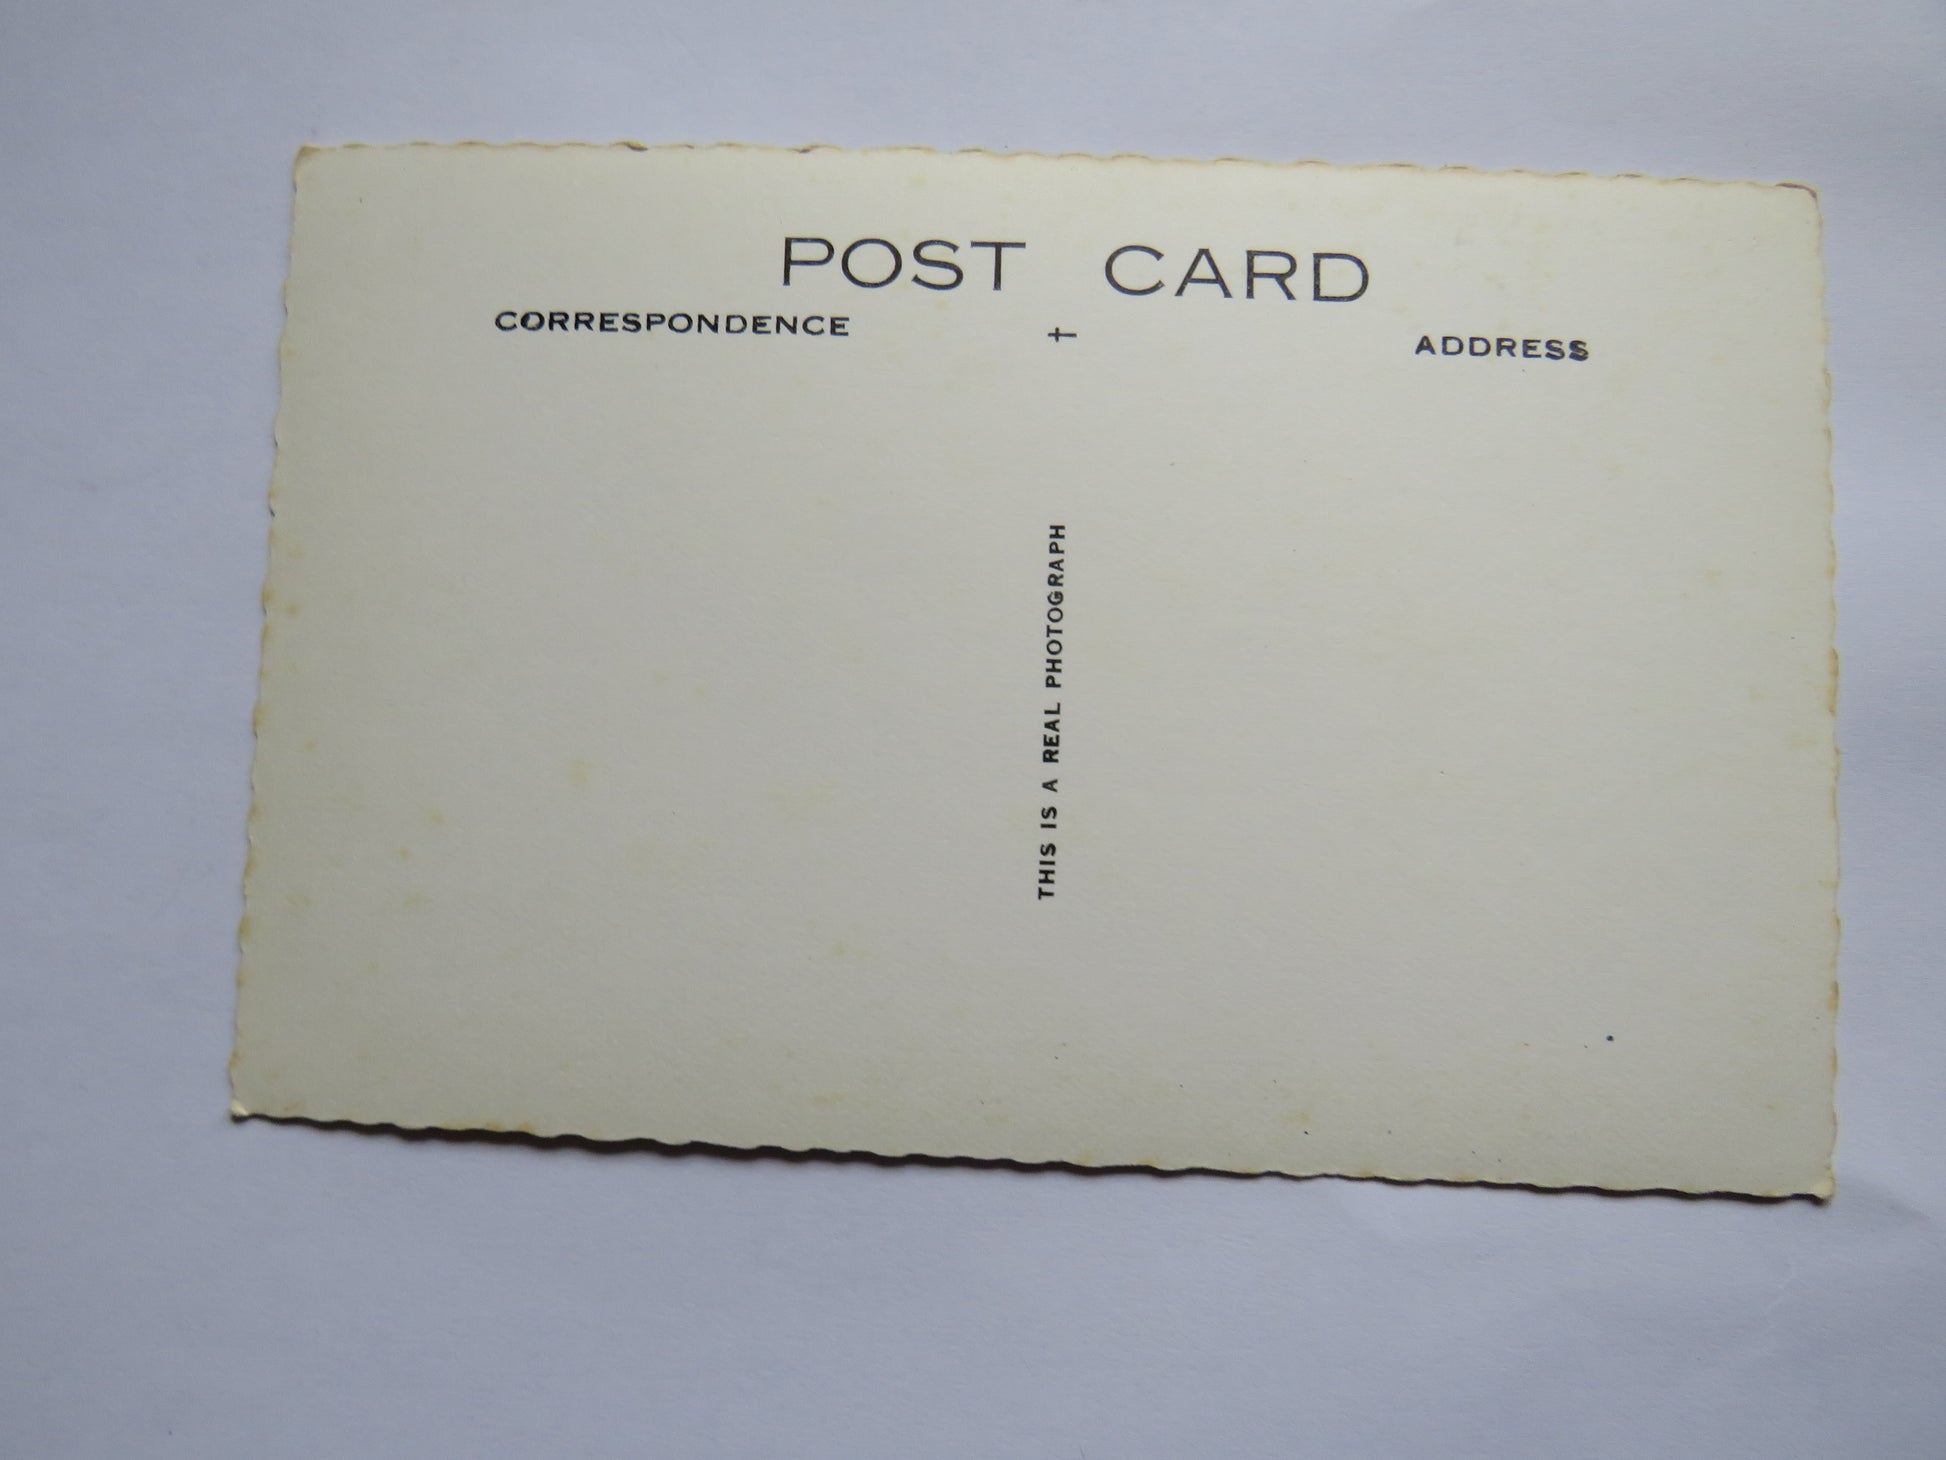 POST CARD
CORRESPONDENCE † ADDRESS
THIS IS A REAL PHOTOGRAPH